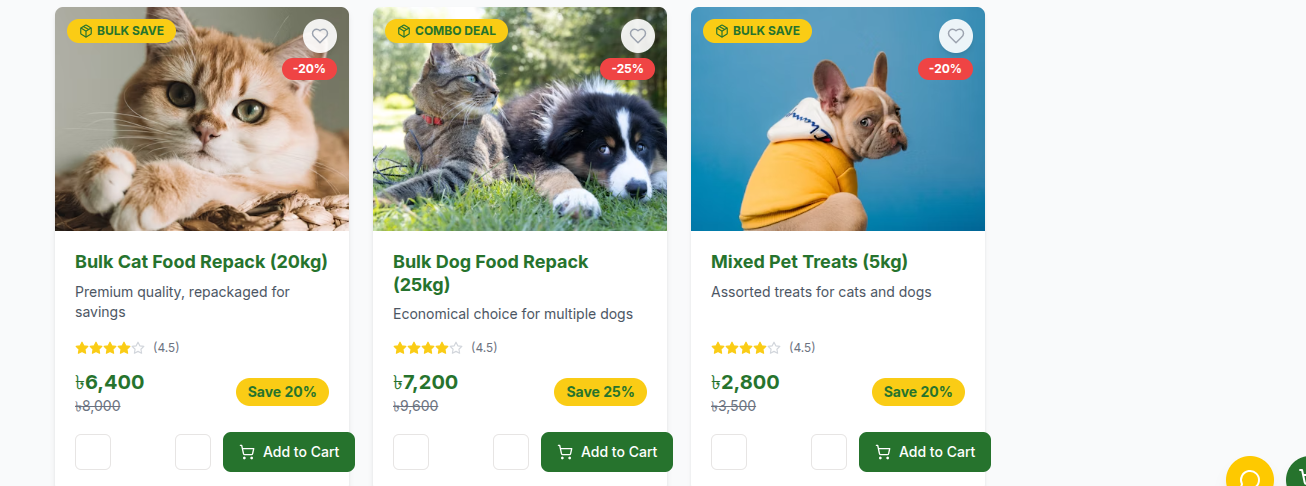 BULK SAVE
-20%
Bulk Cat Food Repack (20kg)
Premium quality, repackaged for
savings
(4.5)
৳6,400
৳8,000
Save 20%
Add to Cart
COMBO DEAL
-25%
Bulk Dog Food Repack
(25kg)
Economical choice for multiple dogs
(4.5)
৳7,200
৳9,600
Save 25%
Add to Cart
BULK SAVE
-20%
Mixed Pet Treats (5kg)
Assorted treats for cats and dogs
(4.5)
৳2,800
৳3,500
Save 20%
Add to Cart